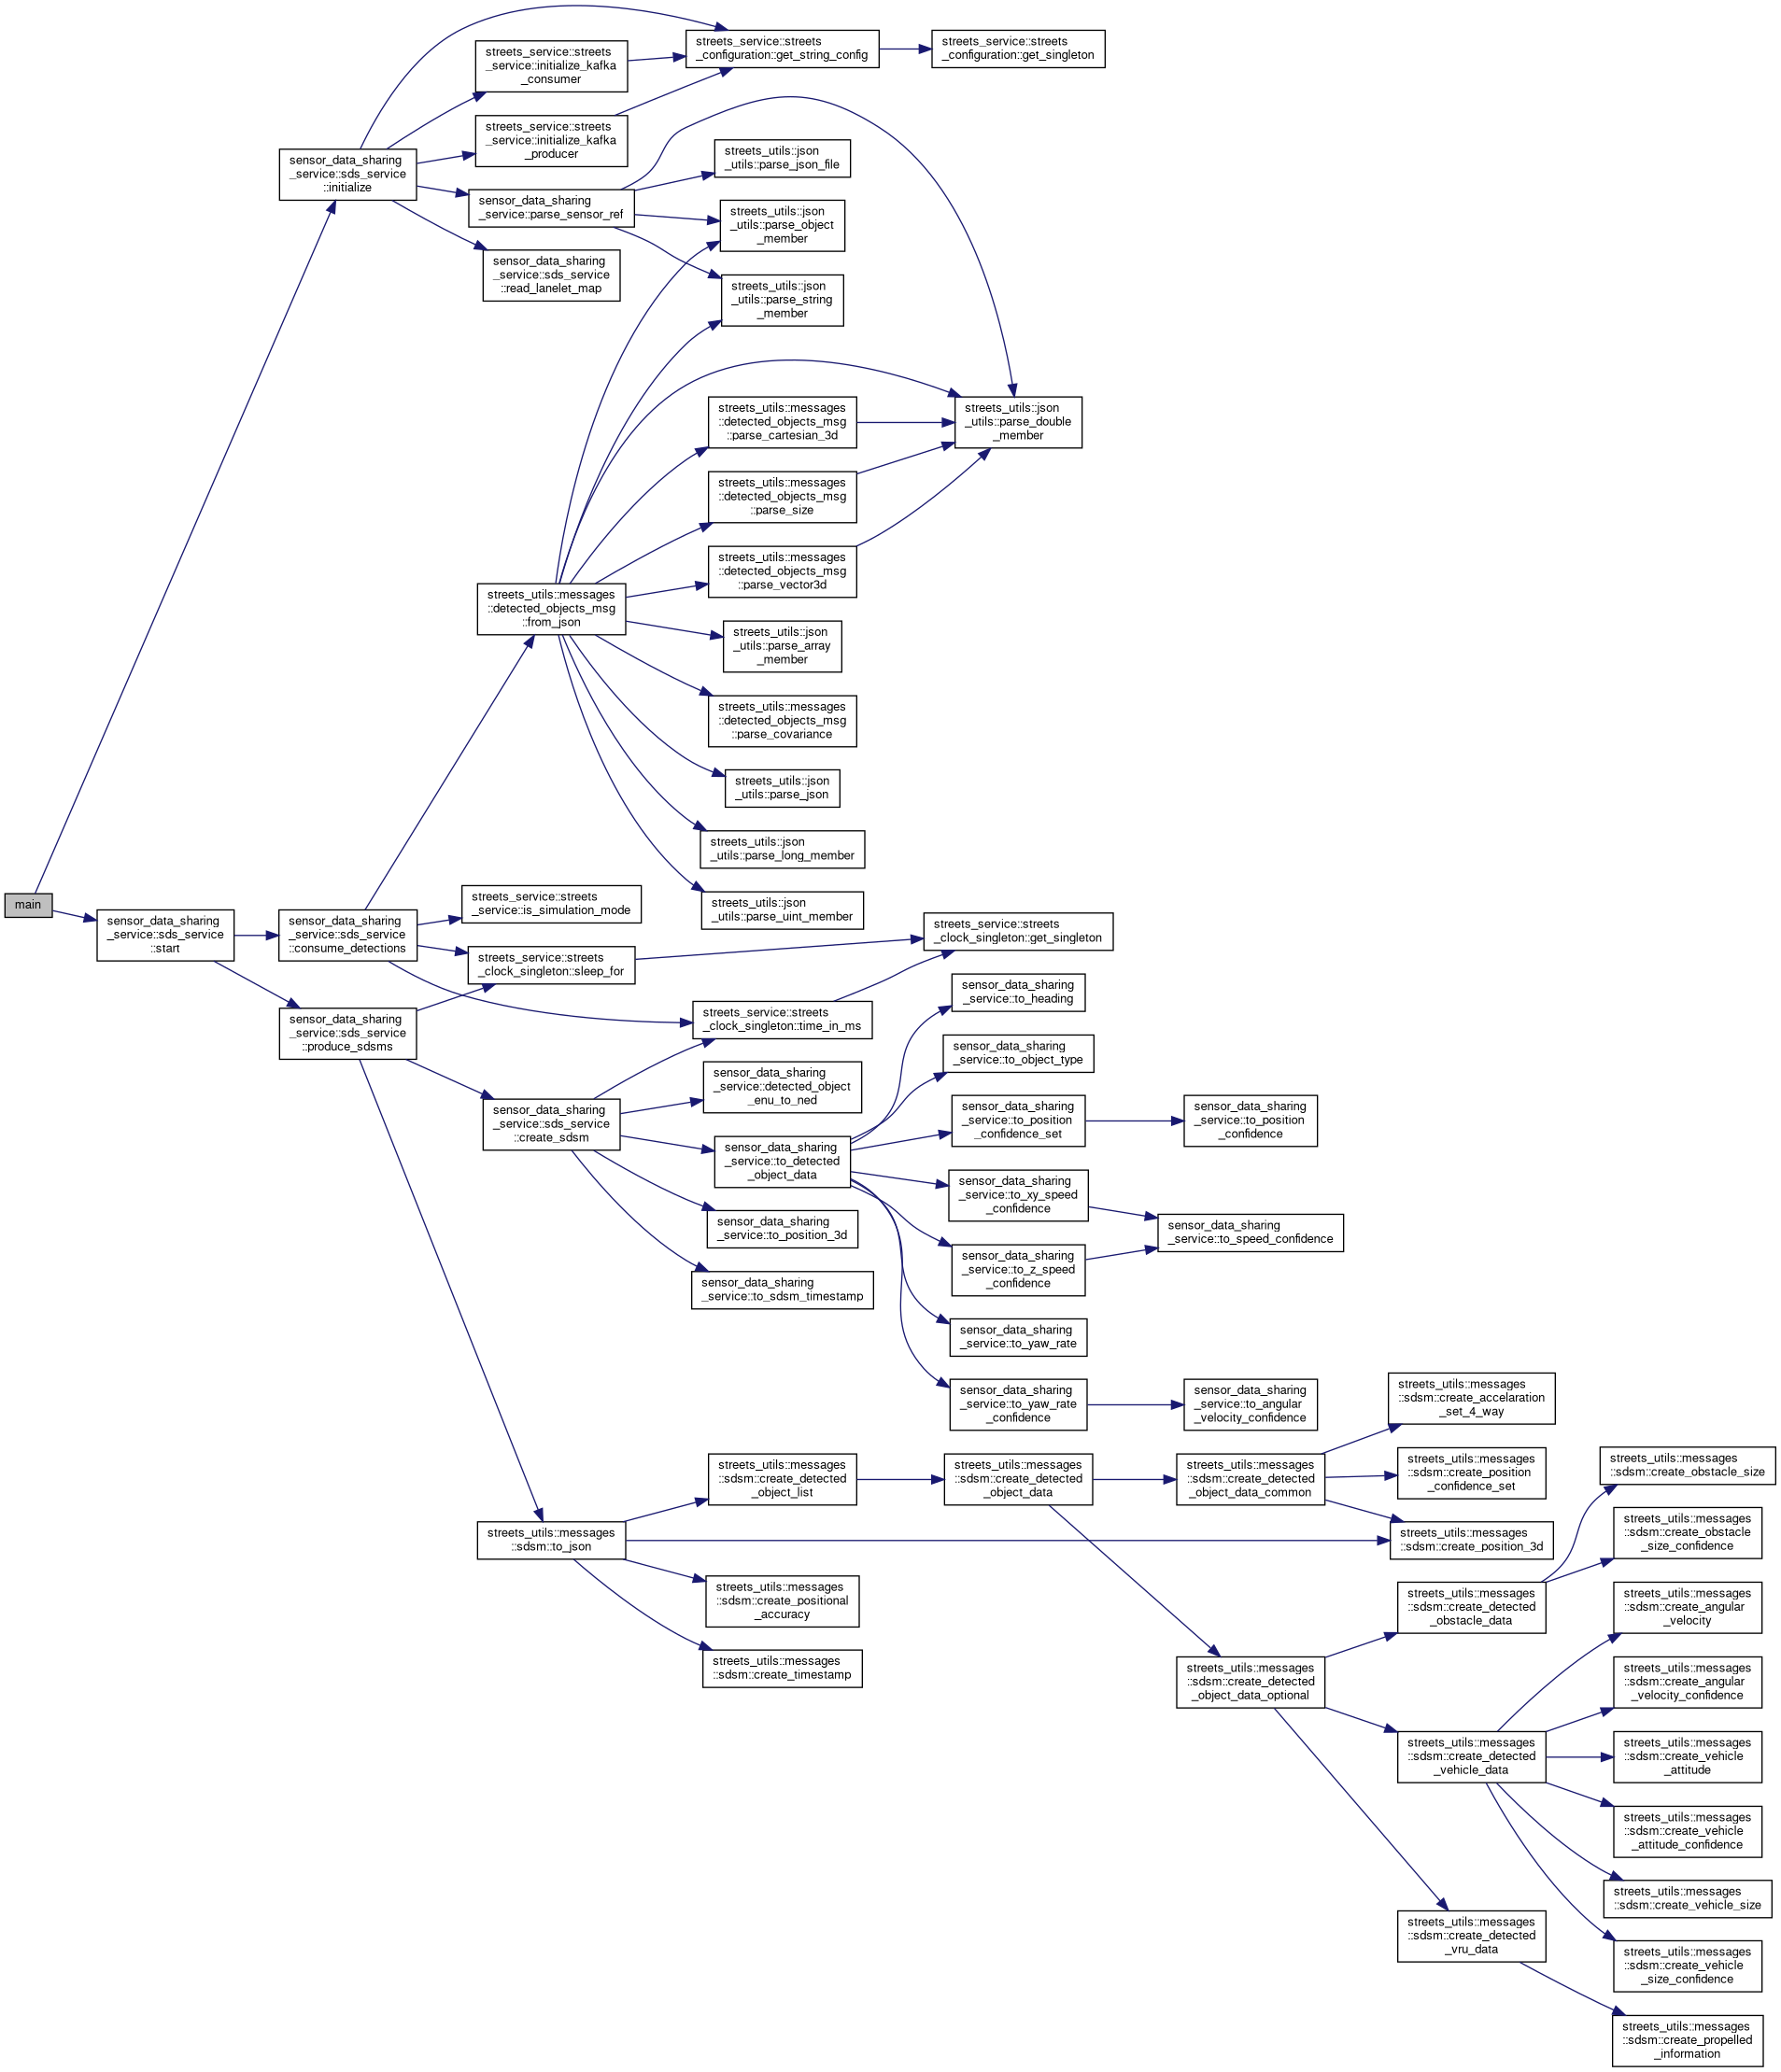 main
sensor_data_sharing
_service::sds_service
::initialize
streets_service::streets
_service::initialize_kafka
_consumer
streets_service::streets
_configuration::get_string_config
streets_service::streets
_configuration::get_singleton
streets_service::streets
_service::initialize_kafka
_producer
sensor_data_sharing
_service::parse_sensor_ref
sensor_data_sharing
_service::sds_service
::read_lanelet_map
streets_utils::json
_utils::parse_json_file
streets_utils::json
_utils::parse_object
_member
streets_utils::json
_utils::parse_string
_member
streets_utils::json
_utils::parse_double
_member
streets_utils::messages
::detected_objects_msg
::parse_cartesian_3d
streets_utils::messages
::detected_objects_msg
::parse_size
streets_utils::messages
::detected_objects_msg
::parse_vector3d
streets_utils::messages
::detected_objects_msg
::from_json
streets_utils::json
_utils::parse_array
_member
streets_utils::messages
::detected_objects_msg
::parse_covariance
streets_utils::json
_utils::parse_json
streets_utils::json
_utils::parse_long_member
streets_utils::json
_utils::parse_uint_member
sensor_data_sharing
_service::sds_service
::start
sensor_data_sharing
_service::sds_service
::consume_detections
streets_service::streets
_service::is_simulation_mode
streets_service::streets
_clock_singleton::sleep_for
streets_service::streets
_clock_singleton::get_singleton
sensor_data_sharing
_service::sds_service
::produce_sdsms
streets_service::streets
_clock_singleton::time_in_ms
sensor_data_sharing
_service::to_heading
sensor_data_sharing
_service::to_object_type
sensor_data_sharing
_service::detected_object
_enu_to_ned
sensor_data_sharing
_service::sds_service
::create_sdsm
sensor_data_sharing
_service::to_detected
_object_data
sensor_data_sharing
_service::to_position
_confidence_set
sensor_data_sharing
_service::to_position
_confidence
sensor_data_sharing
_service::to_xy_speed
_confidence
sensor_data_sharing
_service::to_speed_confidence
sensor_data_sharing
_service::to_position_3d
sensor_data_sharing
_service::to_z_speed
_confidence
sensor_data_sharing
_service::to_sdsm_timestamp
sensor_data_sharing
_service::to_yaw_rate
sensor_data_sharing
_service::to_yaw_rate
_confidence
sensor_data_sharing
_service::to_angular
_velocity_confidence
streets_utils::messages
::sdsm::create_accelaration
_set_4_way
streets_utils::messages
::sdsm::to_json
streets_utils::messages
::sdsm::create_detected
_object_list
streets_utils::messages
::sdsm::create_detected
_object_data
streets_utils::messages
::sdsm::create_detected
_object_data_common
streets_utils::messages
::sdsm::create_position
_confidence_set
streets_utils::messages
::sdsm::create_position_3d
streets_utils::messages
::sdsm::create_positional
_accuracy
streets_utils::messages
::sdsm::create_timestamp
streets_utils::messages
::sdsm::create_obstacle_size
streets_utils::messages
::sdsm::create_obstacle
_size_confidence
streets_utils::messages
::sdsm::create_detected
_obstacle_data
streets_utils::messages
::sdsm::create_angular
_velocity
streets_utils::messages
::sdsm::create_detected
_object_data_optional
streets_utils::messages
::sdsm::create_angular
_velocity_confidence
streets_utils::messages
::sdsm::create_detected
_vehicle_data
streets_utils::messages
::sdsm::create_vehicle
_attitude
streets_utils::messages
::sdsm::create_vehicle
_attitude_confidence
streets_utils::messages
::sdsm::create_vehicle_size
streets_utils::messages
::sdsm::create_detected
_vru_data
streets_utils::messages
::sdsm::create_vehicle
_size_confidence
streets_utils::messages
::sdsm::create_propelled
_information